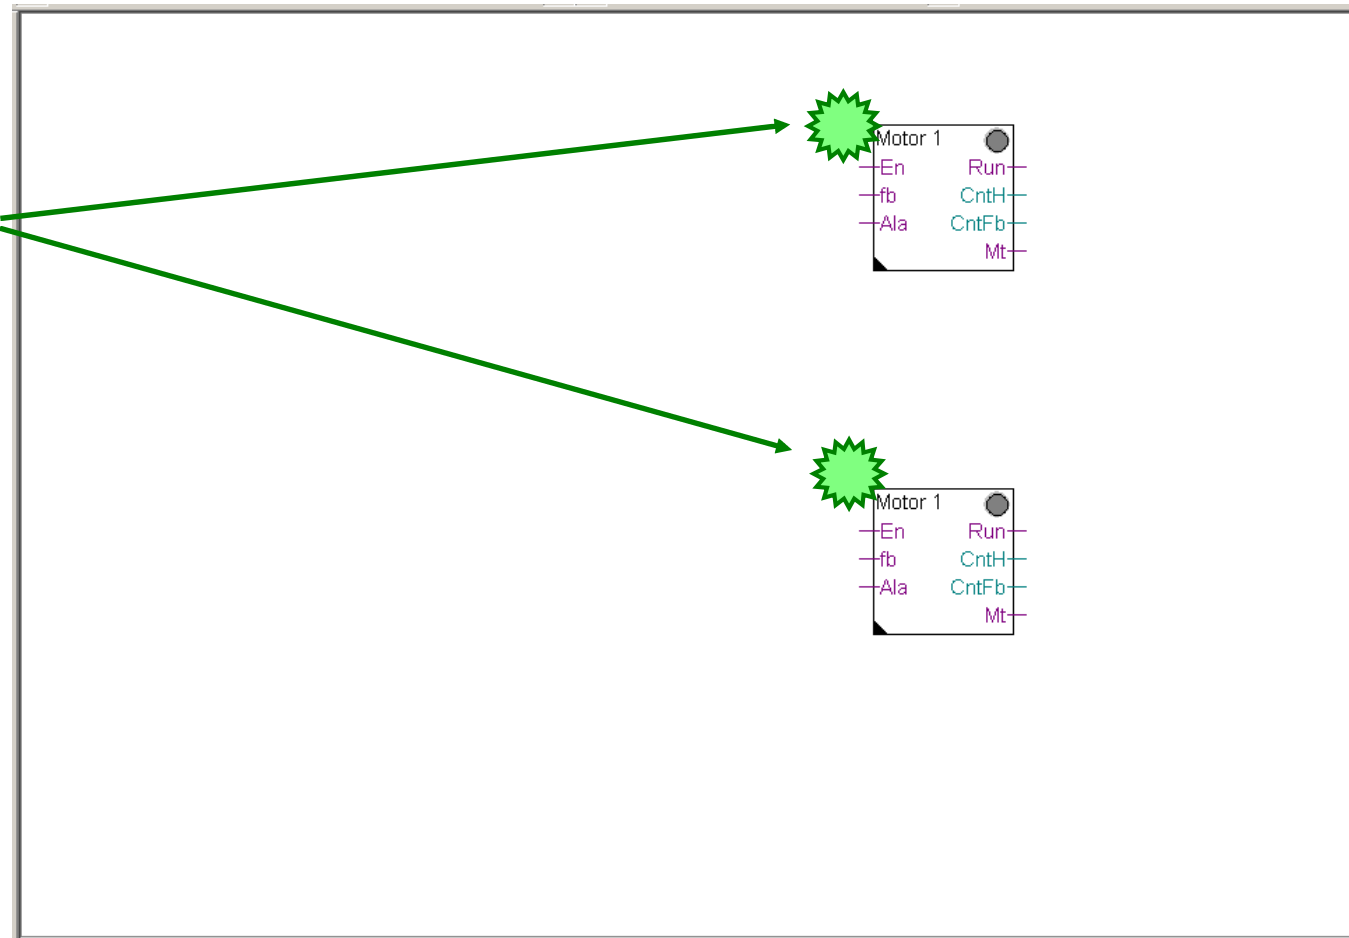 Motor 1
En Run
fb CntH
Ala CntFb
Mt
Motor 1
En Run
fb CntH
Ala CntFb
Mt